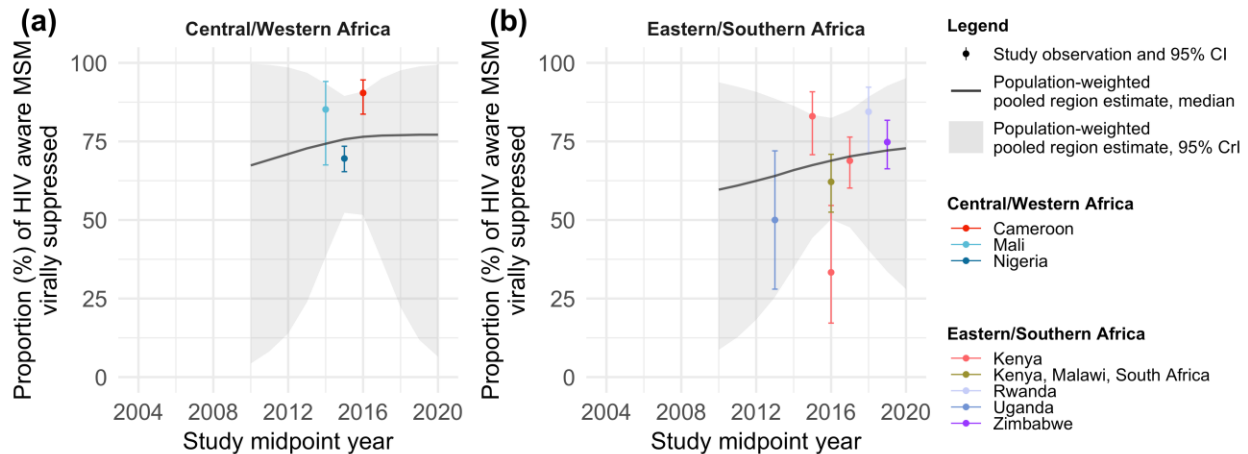 (a)
Central/Western Africa
Proportion (%) of HIV aware MSM
virally suppressed
100
75
50
25
0
2004 2008 2012 2016 2020
Study midpoint year
(b)
Eastern/Southern Africa
Proportion (%) of HIV aware MSM
virally suppressed
100
75
50
25
0
2004 2008 2012 2016 2020
Study midpoint year
Legend
Study observation and 95% CI
Population-weighted
pooled region estimate, median
Population-weighted
pooled region estimate, 95% CrI
Central/Western Africa
Cameroon
Mali
Nigeria
Eastern/Southern Africa
Kenya
Kenya, Malawi, South Africa
Rwanda
Uganda
Zimbabwe